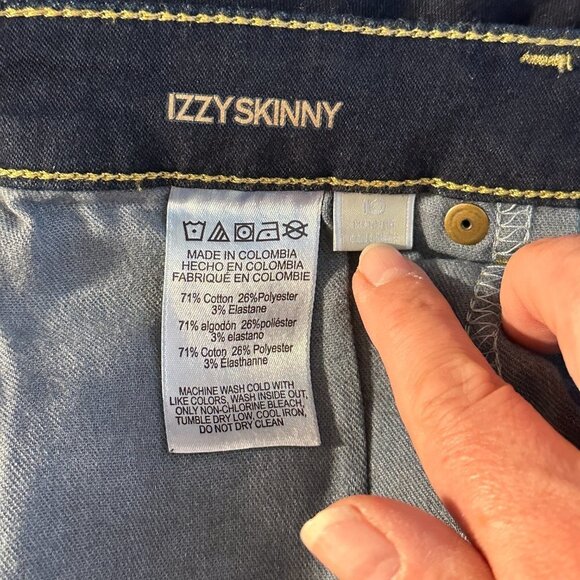 IZZYSKINNY
10
MADE IN COLOMBIA
HECHO EN COLOMBIA
FABRIQUÉ EN COLOMBIE
71% Cotton 26%Polyester
3% Elastane
71% algodón 26%poliéster
3% elastano
71% Coton 26% Polyester
3% Élasthanne
MACHINE WASH COLD WITH
LIKE COLORS, WASH INSIDE OUT,
ONLY NON-CHLORINE BLEACH,
TUMBLE DRY LOW, COOL IRON,
DO NOT DRY CLEAN